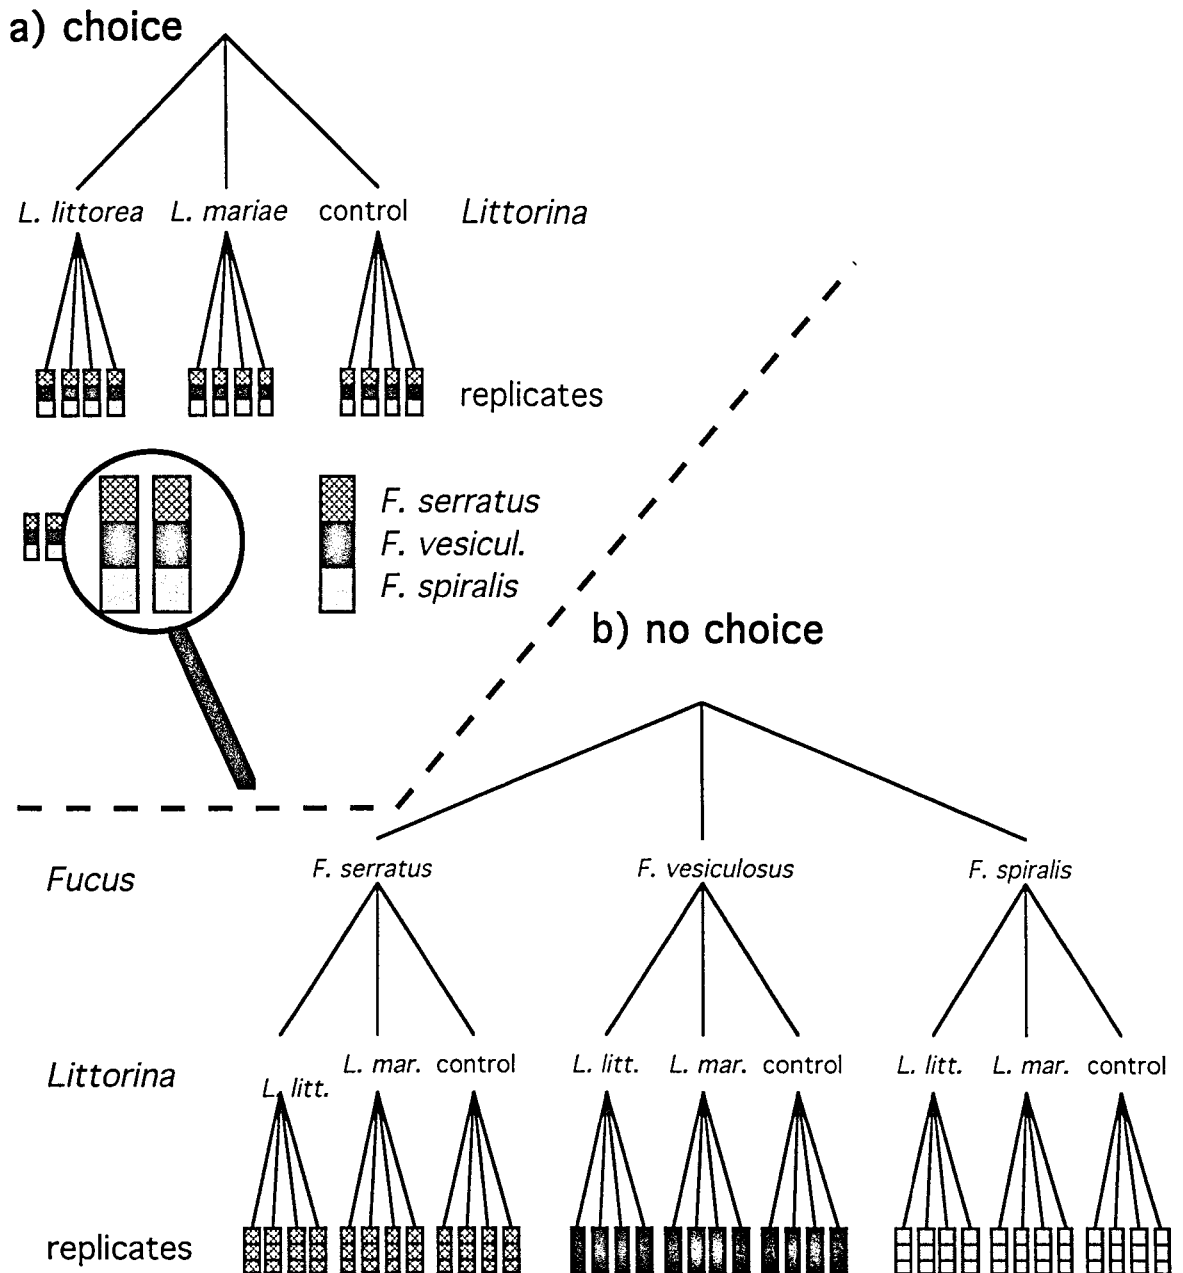 a) choice
L. littorea L. mariae control Littorina
replicates
F. serratus
F. vesicul.
F. spiralis
b) no choice
Fucus F. serratus F. vesiculosus F. spiralis
Littorina L. litt. L. mar. control L. litt. L. mar. control L. litt. L. mar. control
replicates